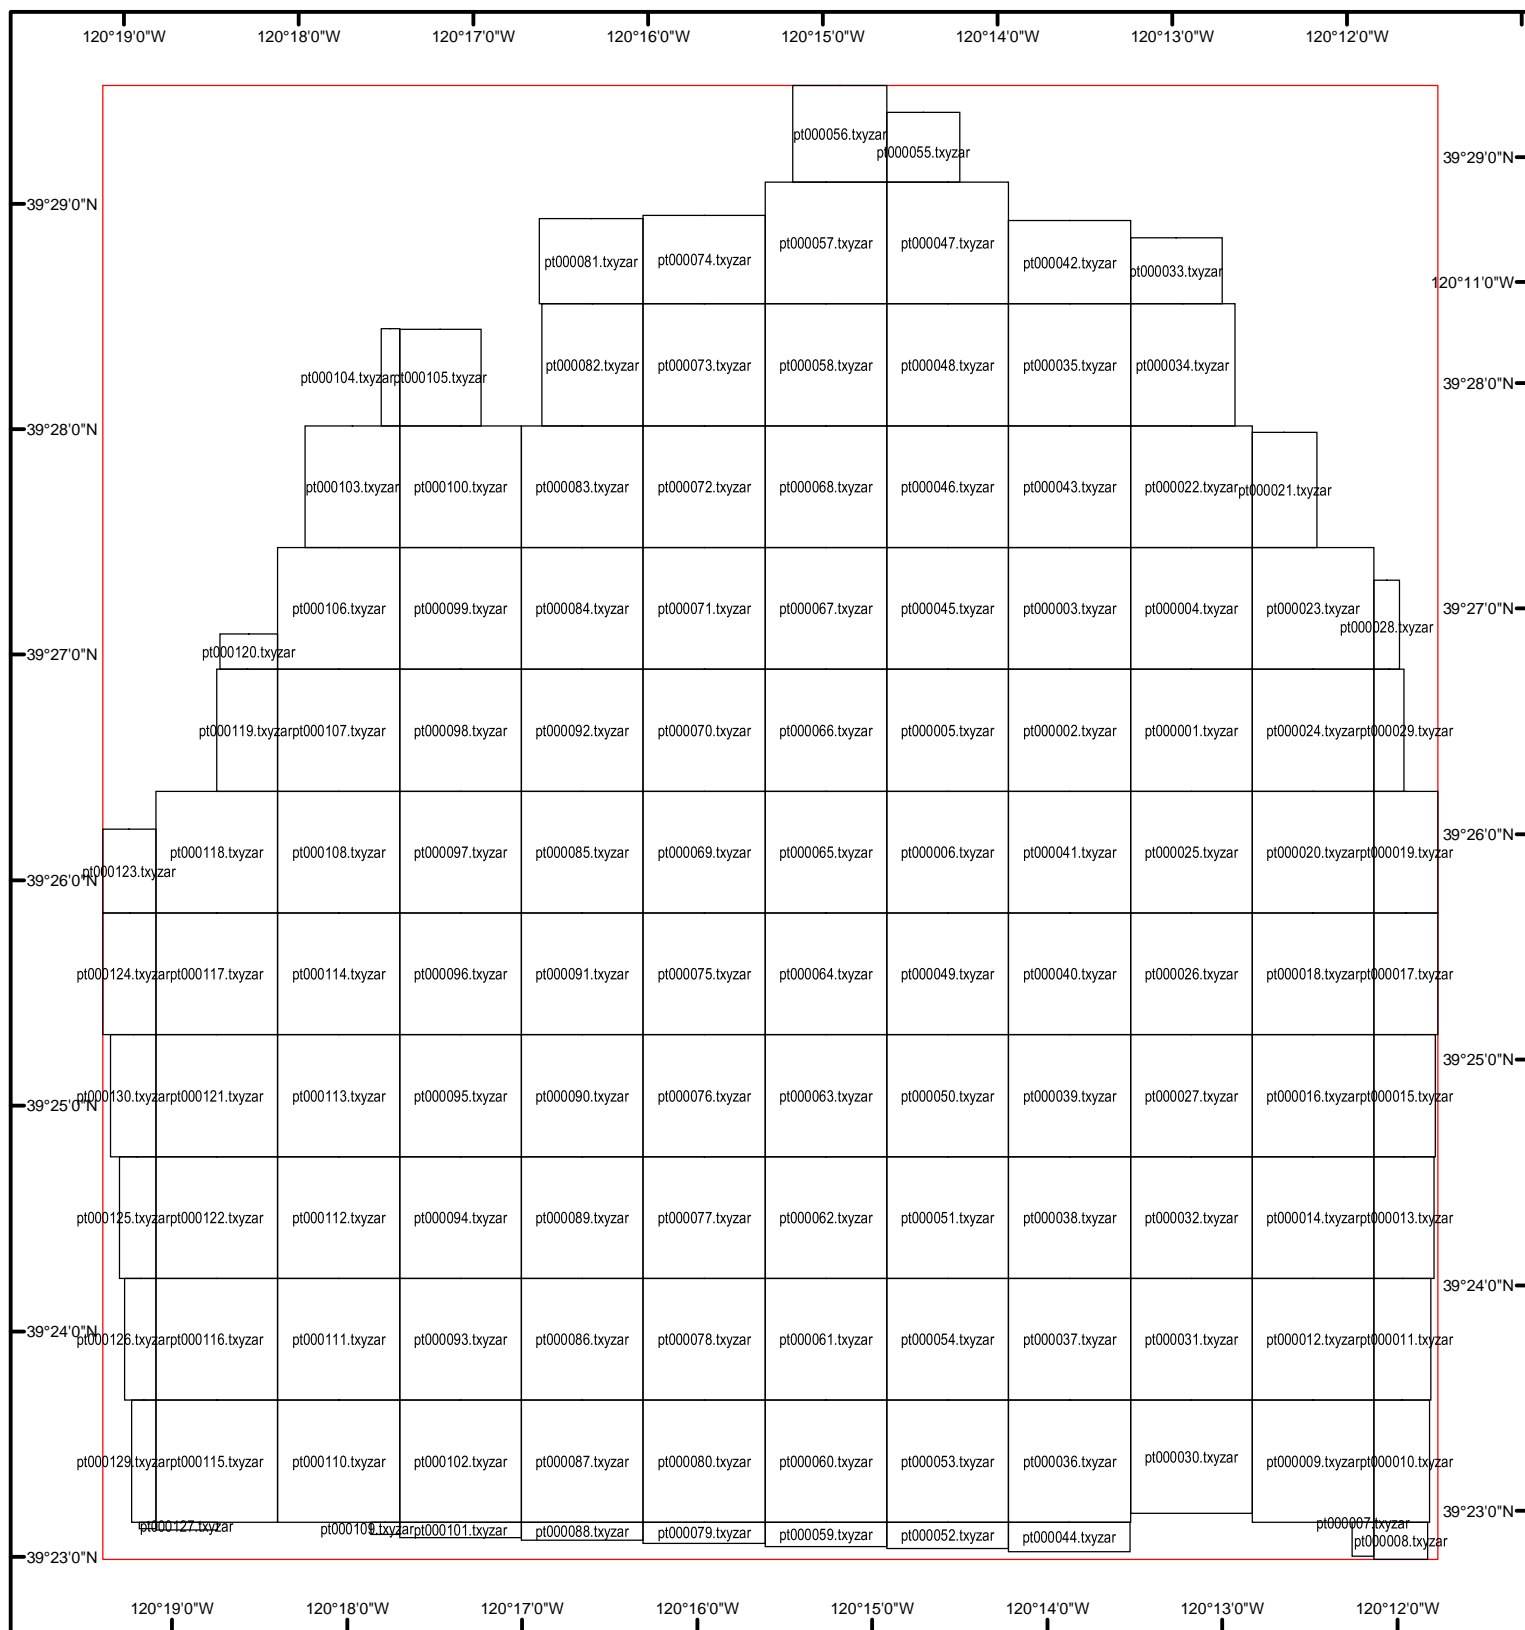 120°19'0"W 120°18'0"W 120°17'0"W 120°16'0"W 120°15'0"W 120°14'0"W 120°13'0"W 120°12'0"W
pt000056.txyzar
pt000055.txyzar
39°29'0"N
39°29'0"N
pt000057.txyzar pt000047.txyzar
pt000081.txyzar pt000074.txyzar pt000042.txyzar
pt000033.txyzar
120°11'0"W
pt000082.txyzar pt000073.txyzar pt000058.txyzar pt000048.txyzar pt000035.txyzar pt000034.txyzar
pt000104.txyzar pt000105.txyzar
39°28'0"N
39°28'0"N
pt000103.txyzar pt000100.txyzar pt000083.txyzar pt000072.txyzar pt000068.txyzar pt000046.txyzar pt000043.txyzar pt000022.txyzar pt000021.txyzar
pt000106.txyzar pt000099.txyzar pt000084.txyzar pt000071.txyzar pt000067.txyzar pt000045.txyzar pt000003.txyzar pt000004.txyzar pt000023.txyzar 39°27'0"N
pt000028.txyzar
39°27'0"N pt000120.txyzar
pt000119.txyzar pt000107.txyzar pt000098.txyzar pt000092.txyzar pt000070.txyzar pt000066.txyzar pt000005.txyzar pt000002.txyzar pt000001.txyzar pt000024.txyzar pt000029.txyzar
39°26'0"N
pt000118.txyzar pt000108.txyzar pt000097.txyzar pt000085.txyzar pt000069.txyzar pt000065.txyzar pt000006.txyzar pt000041.txyzar pt000025.txyzar pt000020.txyzar pt000019.txyzar
pt000123.txyzar
39°26'0"N
pt000124.txyzar pt000117.txyzar pt000114.txyzar pt000096.txyzar pt000091.txyzar pt000075.txyzar pt000064.txyzar pt000049.txyzar pt000040.txyzar pt000026.txyzar pt000018.txyzar pt000017.txyzar
39°25'0"N
pt000130.txyzar pt000121.txyzar pt000113.txyzar pt000095.txyzar pt000090.txyzar pt000076.txyzar pt000063.txyzar pt000050.txyzar pt000039.txyzar pt000027.txyzar pt000016.txyzar pt000015.txyzar
39°25'0"N
pt000125.txyzar pt000122.txyzar pt000112.txyzar pt000094.txyzar pt000089.txyzar pt000077.txyzar pt000062.txyzar pt000051.txyzar pt000038.txyzar pt000032.txyzar pt000014.txyzar pt000013.txyzar
39°24'0"N
39°24'0"N
pt000126.txyzar pt000116.txyzar pt000111.txyzar pt000093.txyzar pt000086.txyzar pt000078.txyzar pt000061.txyzar pt000054.txyzar pt000037.txyzar pt000031.txyzar pt000012.txyzar pt000011.txyzar
pt000129.txyzar pt000115.txyzar pt000110.txyzar pt000102.txyzar pt000087.txyzar pt000080.txyzar pt000060.txyzar pt000053.txyzar pt000036.txyzar pt000030.txyzar pt000009.txyzar pt000010.txyzar
39°23'0"N
pt000127.txyzar pt000109.txyzar pt000101.txyzar pt000088.txyzar pt000079.txyzar pt000059.txyzar pt000052.txyzar pt000044.txyzar pt000007.txyzar
pt000008.txyzar
39°23'0"N
120°19'0"W 120°18'0"W 120°17'0"W 120°16'0"W 120°15'0"W 120°14'0"W 120°13'0"W 120°12'0"W